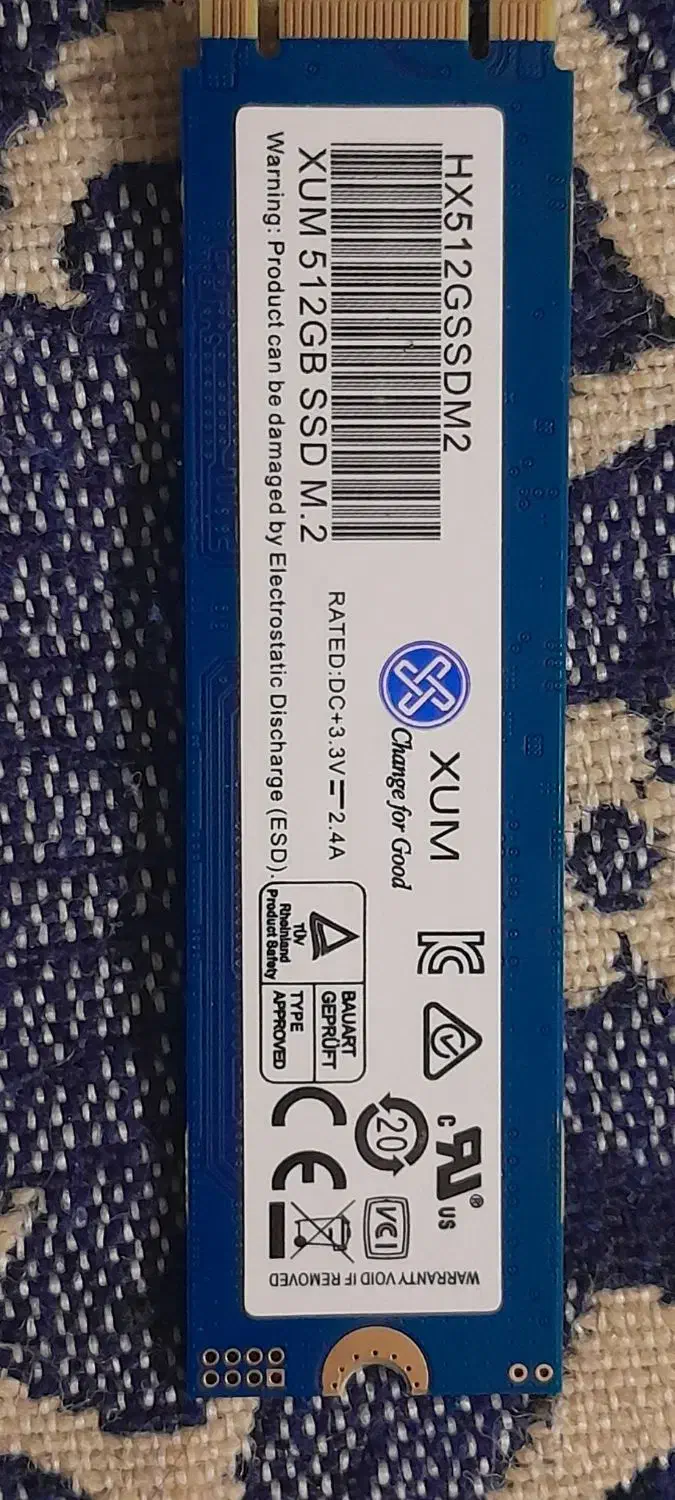 HX512GSSDM2
XUM 512GB SSD M.2
Warning: Product can be damaged by Electrostatic Discharge (ESD).
RATED:DC+3.3V⎓2.4A
XUM
Change for Good
TÜV
Rheinland
Product Safety
BAUART
GEPRÜFT
TYPE
APPROVED
CE
20
c RU ® US
VCI
WARRANTY VOID IF REMOVED